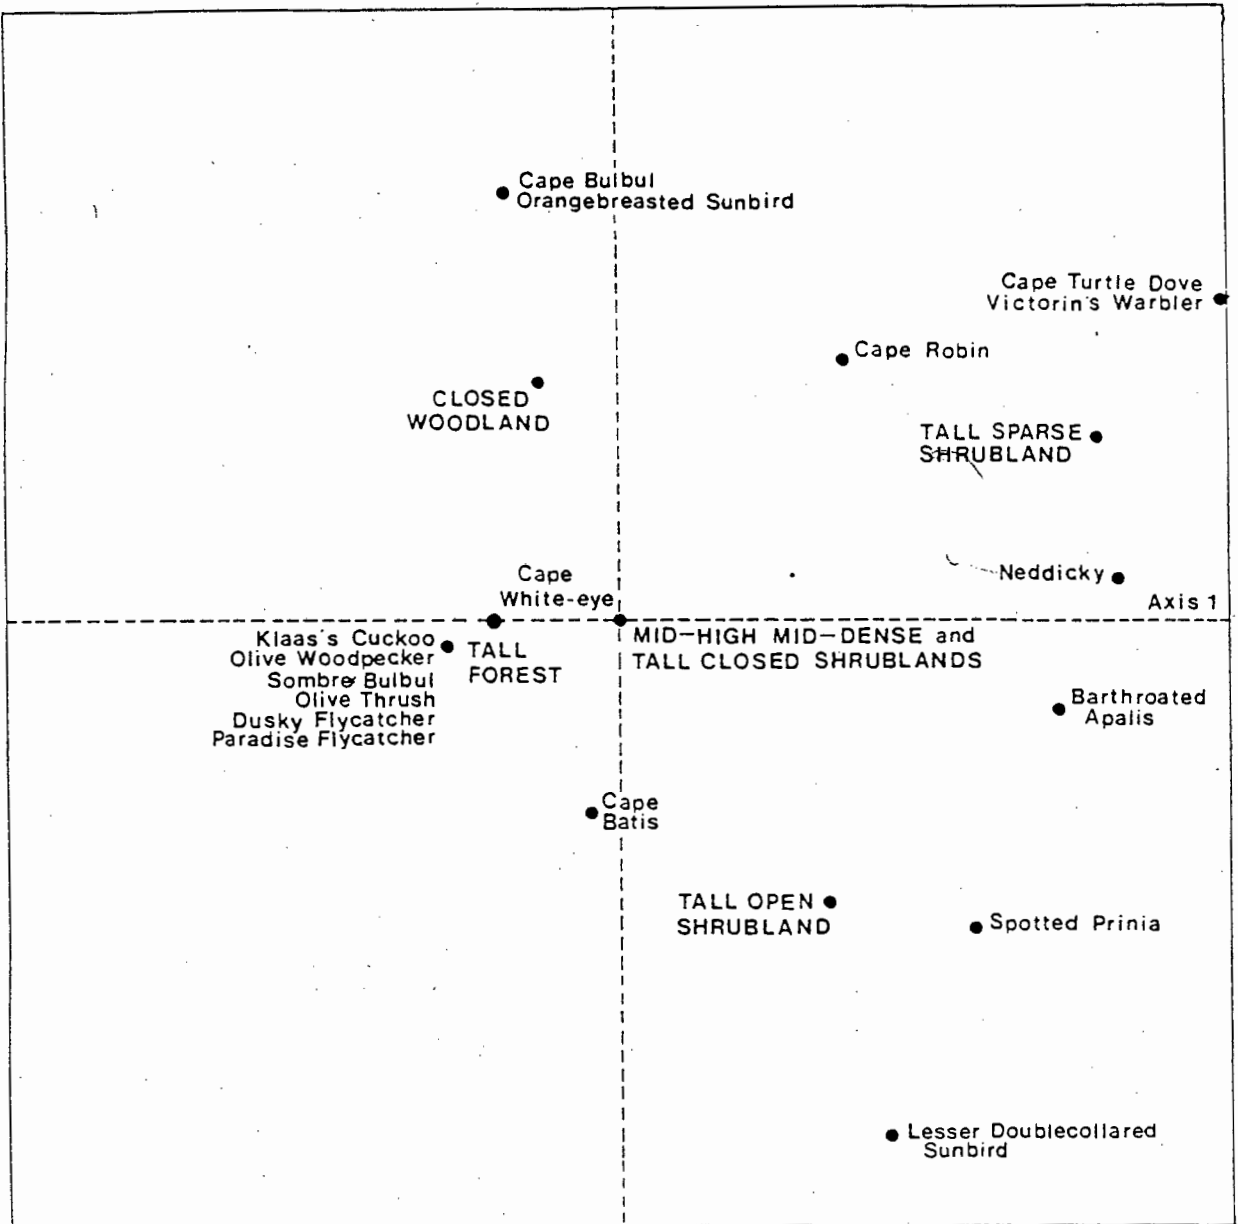 Cape Bulbul
Orangebreasted Sunbird
Cape Turtle Dove
Victorin's Warbler
Cape Robin
CLOSED
WOODLAND
TALL SPARSE
SHRUBLAND
Neddicky
Cape
White-eye
Axis 1
Klaas's Cuckoo
Olive Woodpecker
Sombre Bulbul
Olive Thrush
Dusky Flycatcher
Paradise Flycatcher
TALL
FOREST
MID-HIGH MID-DENSE and
TALL CLOSED SHRUBLANDS
Barthroated
Apalis
Cape
Batis
TALL OPEN
SHRUBLAND
Spotted Prinia
Lesser Doublecollared
Sunbird